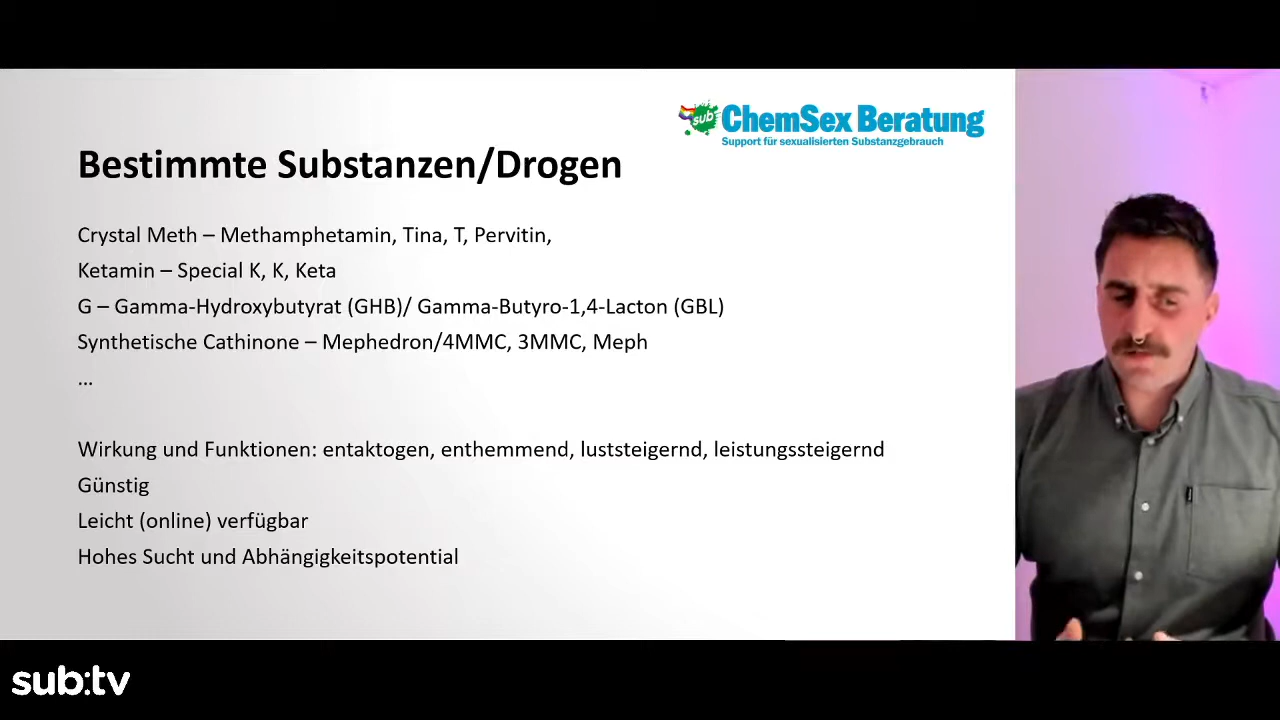 sub
ChemSex Beratung
Support für sexualisierten Substanzgebrauch
Bestimmte Substanzen/Drogen
Crystal Meth – Methamphetamin, Tina, T, Pervitin,
Ketamin – Special K, K, Keta
G – Gamma-Hydroxybutyrat (GHB)/ Gamma-Butyro-1,4-Lacton (GBL)
Synthetische Cathinone – Mephedron/4MMC, 3MMC, Meph
...
Wirkung und Funktionen: entaktogen, enthemmend, luststeigernd, leistungssteigernd
Günstig
Leicht (online) verfügbar
Hohes Sucht und Abhängigkeitspotential
sub:tv